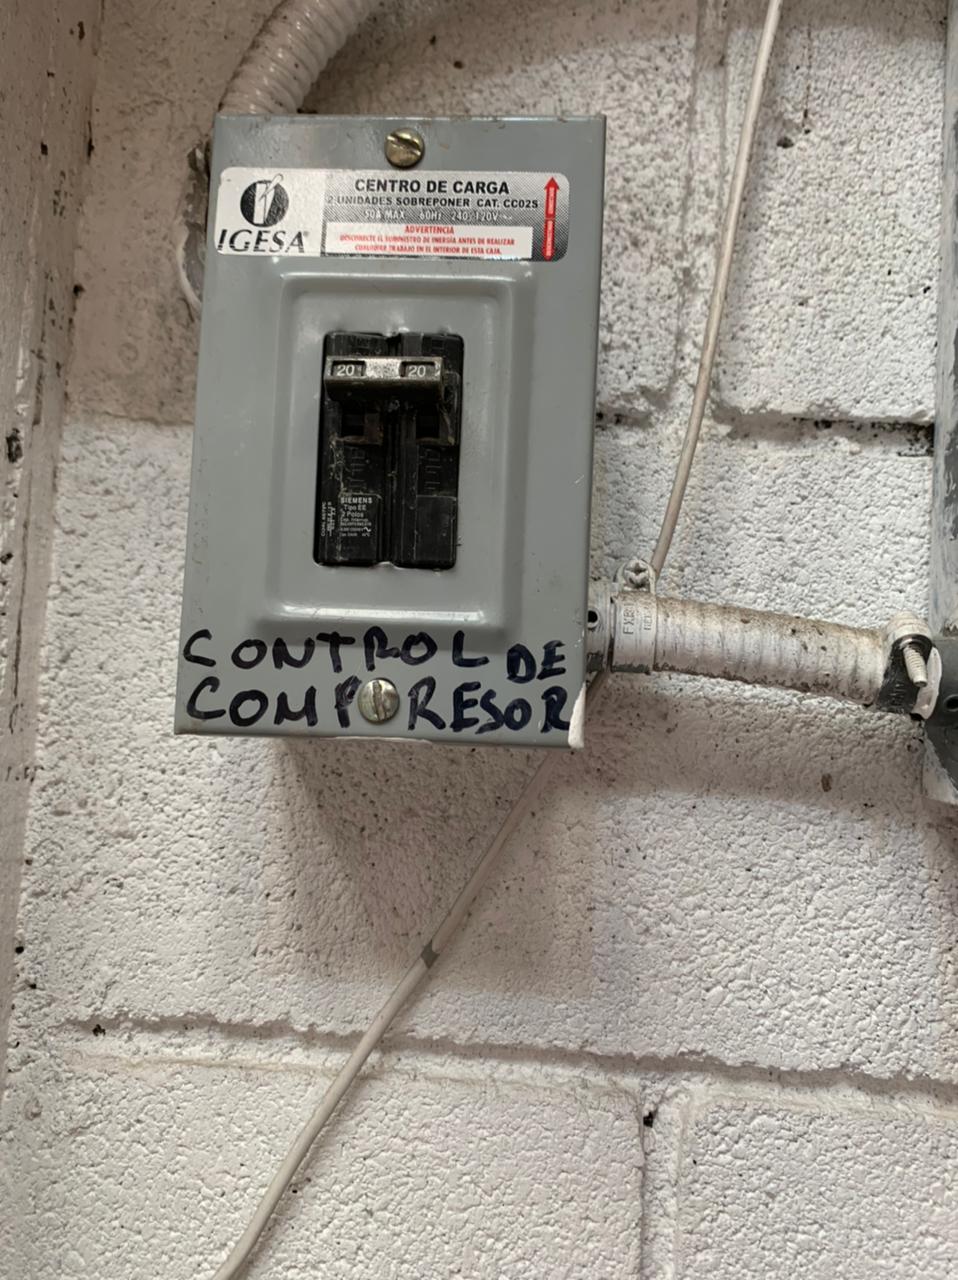 IGESA
CENTRO DE CARGA
2 UNIDADES SOBREPONER CAT. CC02S
50A MAX 60Hz 240/120V ~
ADVERTENCIA
DESCONECTE EL SUMINISTRO DE ENERGÍA ANTES DE REALIZAR
CUALQUIER TRABAJO EN EL INTERIOR DE ESTA CAJA.
20 20
SIEMENS
Tipo EE
2 Polos
CONTROL DE
COMPRESOR